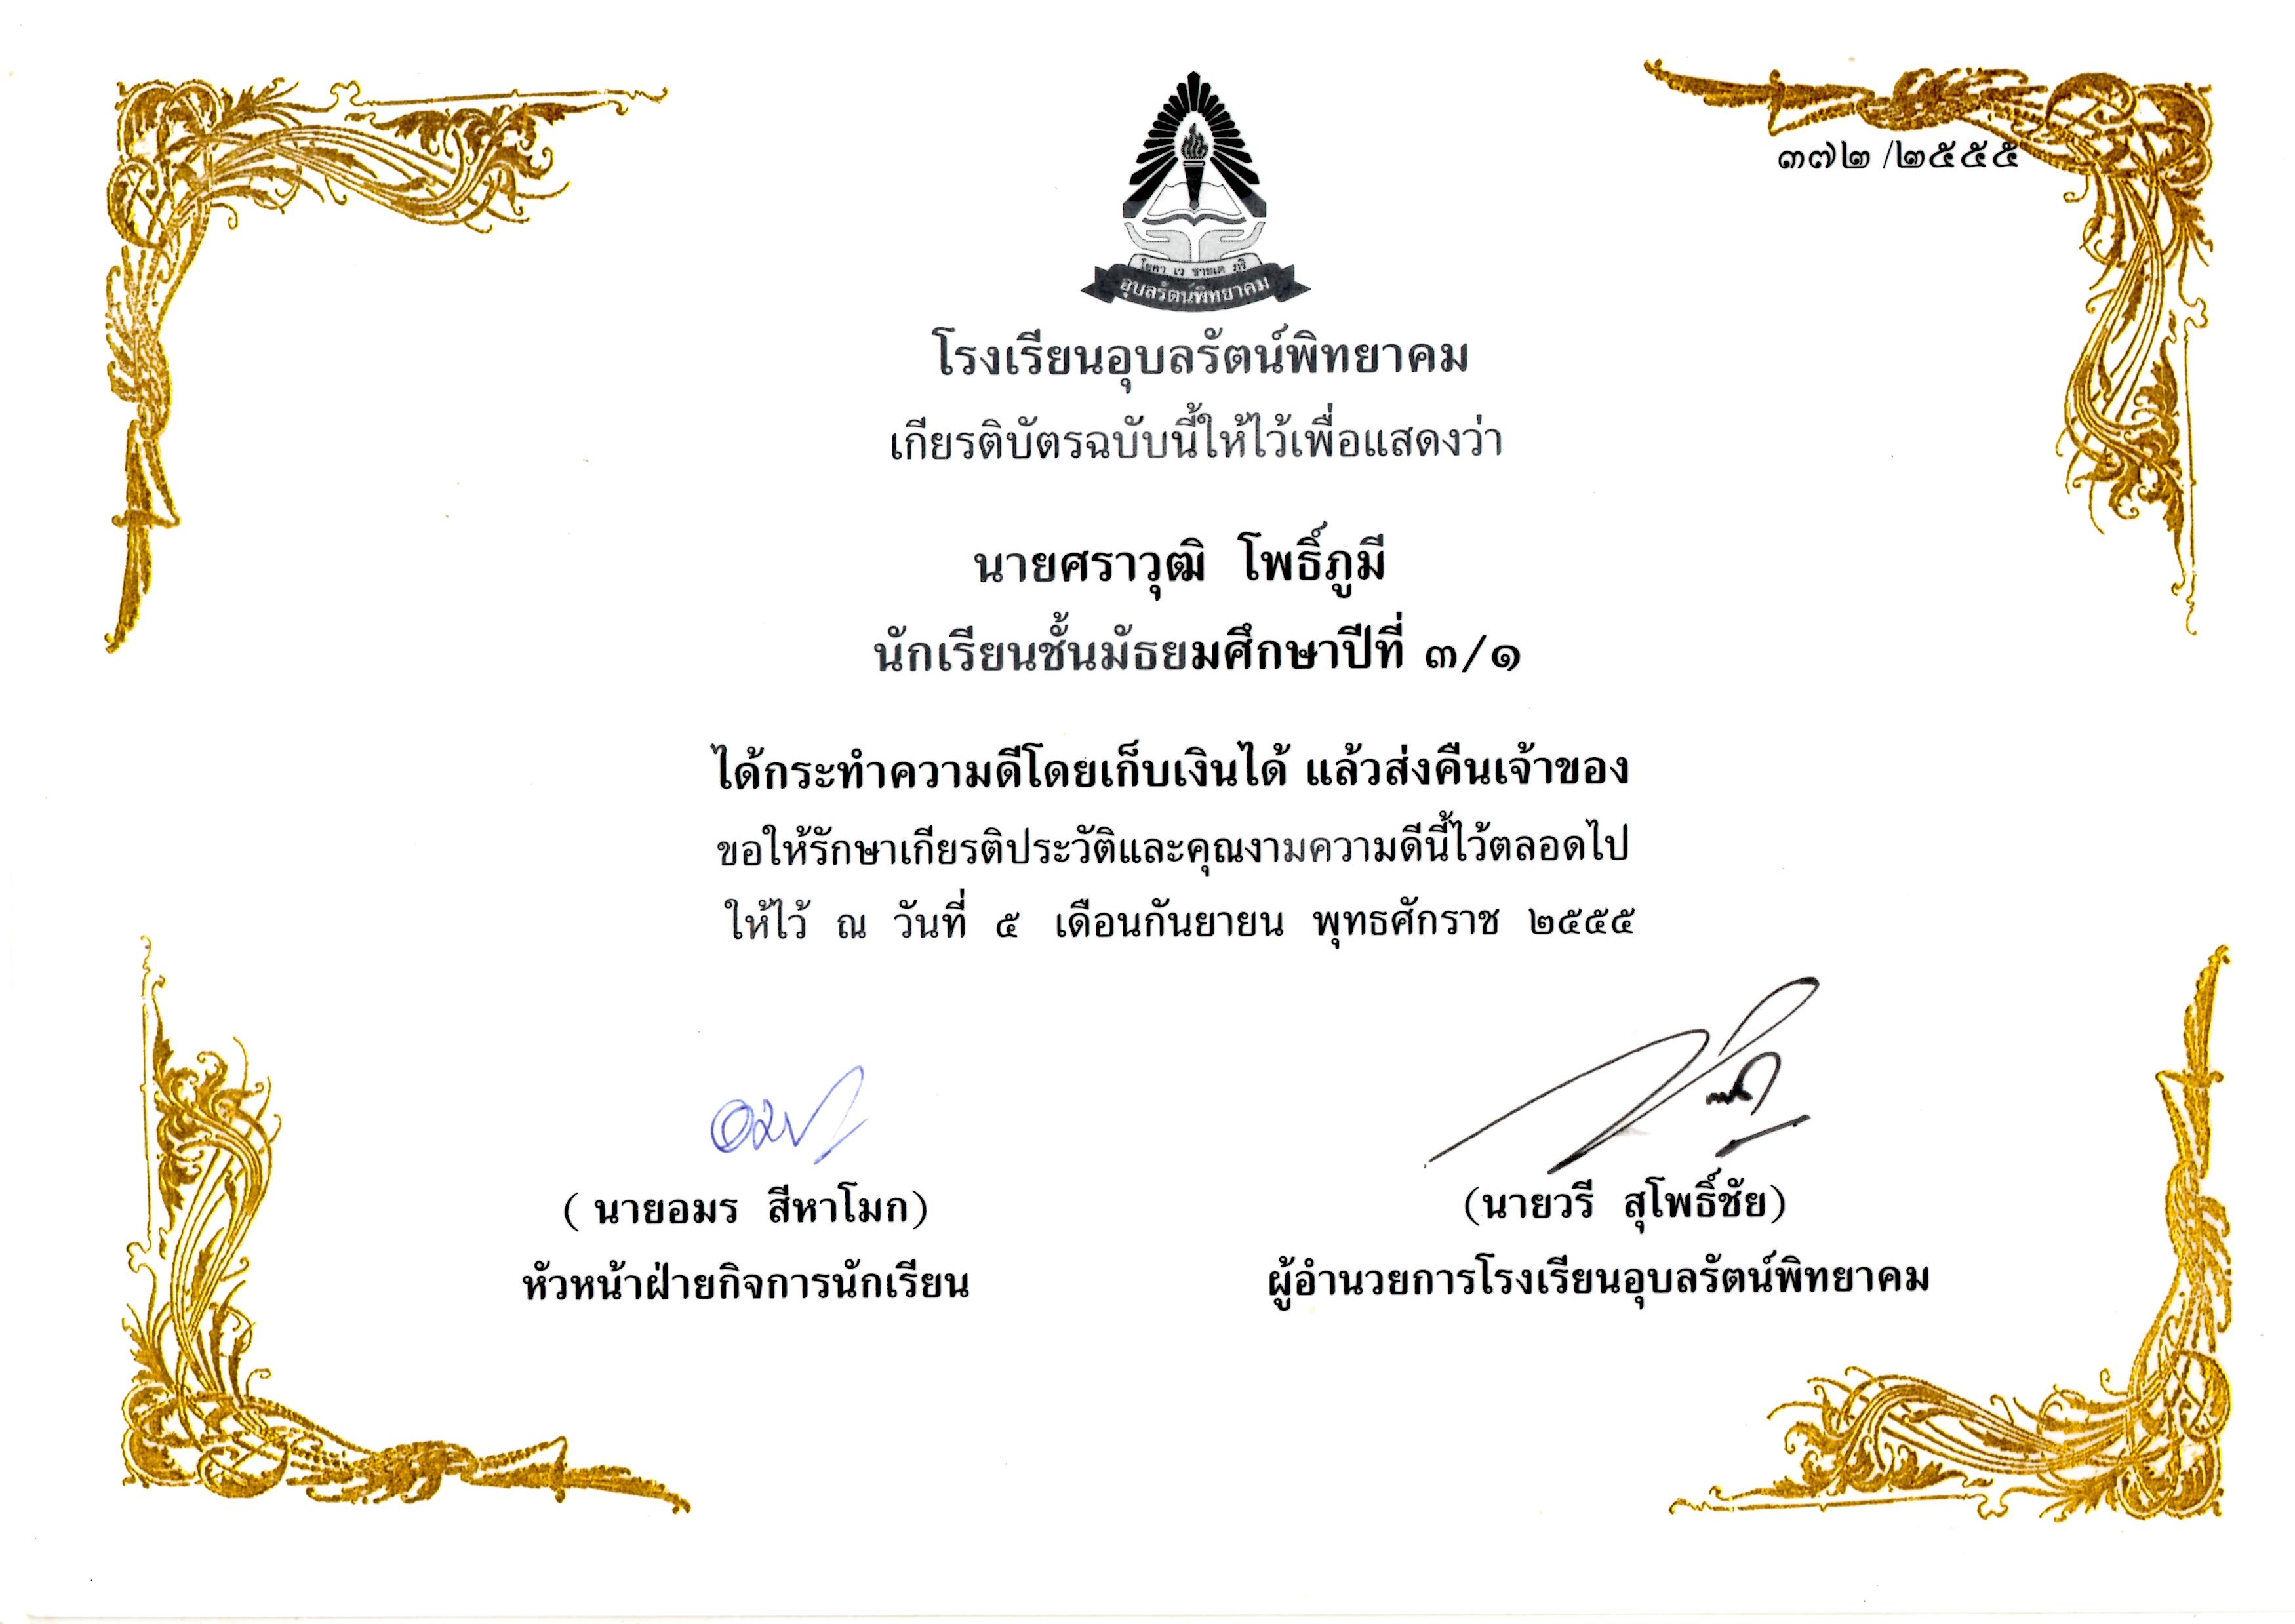 ๓๗๒ /๒๕๕๕
อุบลรัตน์พิทยาคม
โรงเรียนอุบลรัตน์พิทยาคม
เกียรติบัตรฉบับนี้ให้ไว้เพื่อแสดงว่า
นายศราวุฒิ โพธิ์ภูมี
นักเรียนชั้นมัธยมศึกษาปีที่ ๓/๑
ได้กระทำความดีโดยเก็บเงินได้ แล้วส่งคืนเจ้าของ
ขอให้รักษาเกียรติประวัติและคุณงามความดีนี้ไว้ตลอดไป
ให้ไว้ ณ วันที่ ๕ เดือนกันยายน พุทธศักราช ๒๕๕๕
( นายอมร สีหาโมก) (นายวรี สุโพธิ์ชัย)
หัวหน้าฝ่ายกิจการนักเรียน ผู้อำนวยการโรงเรียนอุบลรัตน์พิทยาคม